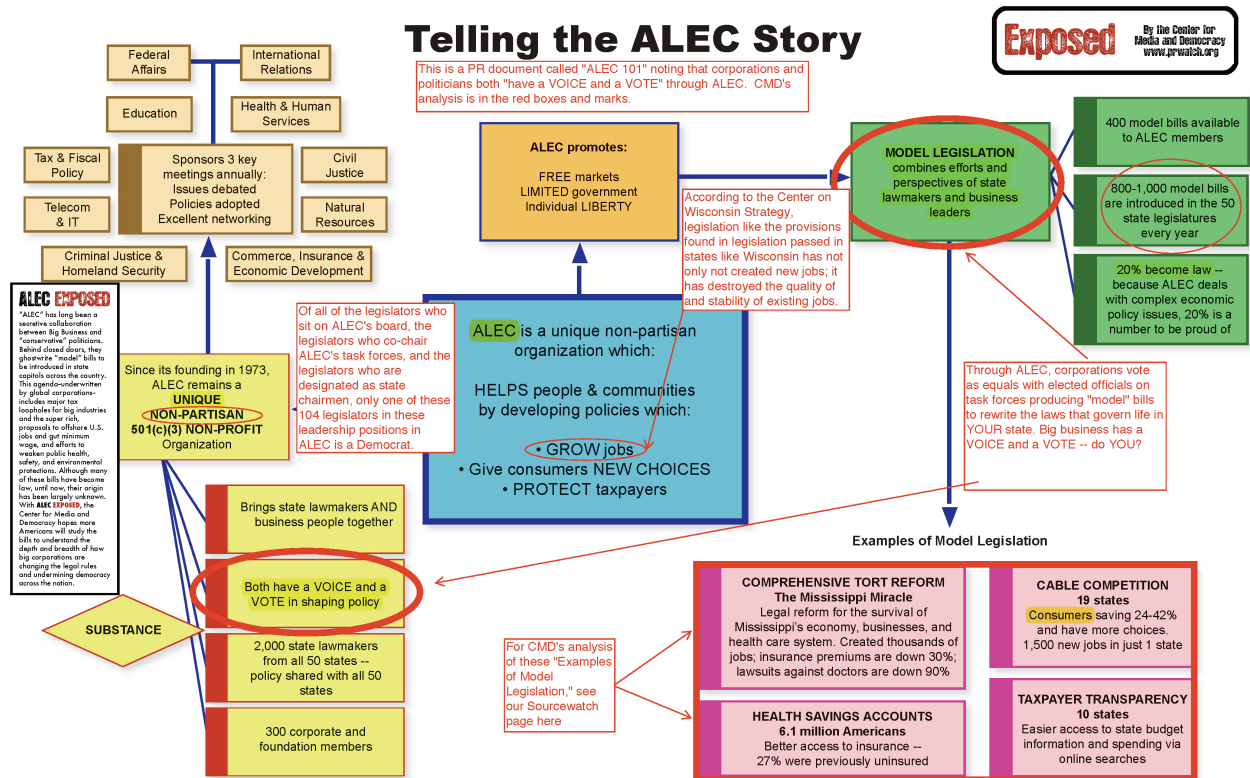 Telling the ALEC Story
Exposed
By the Center for
Media and Democracy
www.prwatch.org
This is a PR document called "ALEC 101" noting that corporations and
politicians both "have a VOICE and a VOTE" through ALEC. CMD's
analysis is in the red boxes and marks.
Federal
Affairs
International
Relations
Education
Health & Human
Services
Tax & Fiscal
Policy
Sponsors 3 key
meetings annually:
Issues debated
Policies adopted
Excellent networking
Civil
Justice
Telecom
& IT
Natural
Resources
Criminal Justice &
Homeland Security
Commerce, Insurance &
Economic Development
ALEC promotes:
FREE markets
LIMITED government
Individual LIBERTY
MODEL LEGISLATION
combines efforts and
perspectives of state
lawmakers and business
leaders
400 model bills available
to ALEC members
800-1,000 model bills
are introduced in the 50
state legislatures
every year
20% become law --
because ALEC deals
with complex economic
policy issues, 20% is a
number to be proud of
According to the Center on
Wisconsin Strategy,
legislation like the provisions
found in legislation passed in
states like Wisconsin has not
only not created new jobs; it
has destroyed the quality of
and stability of existing jobs.
ALEC EXPOSED
"ALEC" has long been a
secretive collaboration
between Big Business and
"conservative" politicians.
Behind closed doors, they
ghostwrite "model" bills to
be introduced in state
capitols across the country.
This agenda–underwritten
by global corporations–
includes major tax
loopholes for big industries
and the super rich,
proposals to offshore U.S.
jobs and gut minimum
wage, and efforts to
weaken public health,
safety, and environmental
protections. Although many
of these bills have become
law, until now, their origin
has been largely unknown.
With ALEC EXPOSED, the
Center for Media and
Democracy hopes more
Americans will study the
bills to understand the
depth and breadth of how
big corporations are
changing the legal rules
and undermining democracy
across the nation.
Since its founding in 1973,
ALEC remains a
UNIQUE
NON-PARTISAN
501(c)(3) NON-PROFIT
Organization
Of all of the legislators who
sit on ALEC's board, the
legislators who co-chair
ALEC's task forces, and the
legislators who are
designated as state
chairmen, only one of these
104 legislators in these
leadership positions in
ALEC is a Democrat.
ALEC is a unique non-partisan
organization which:
HELPS people & communities
by developing policies which:
• GROW jobs
• Give consumers NEW CHOICES
• PROTECT taxpayers
Through ALEC, corporations vote
as equals with elected officials on
task forces producing "model" bills
to rewrite the laws that govern life in
YOUR state. Big business has a
VOICE and a VOTE -- do YOU?
Brings state lawmakers AND
business people together
Both have a VOICE and a
VOTE in shaping policy
SUBSTANCE
2,000 state lawmakers
from all 50 states --
policy shared with all 50
states
300 corporate and
foundation members
Examples of Model Legislation
For CMD's analysis
of these "Examples
of Model
Legislation," see
our Sourcewatch
page here
COMPREHENSIVE TORT REFORM
The Mississippi Miracle
Legal reform for the survival of
Mississippi's economy, businesses, and
health care system. Created thousands of
jobs; insurance premiums are down 30%;
lawsuits against doctors are down 90%
CABLE COMPETITION
19 states
Consumers saving 24-42%
and have more choices.
1,500 new jobs in just 1 state
HEALTH SAVINGS ACCOUNTS
6.1 million Americans
Better access to insurance --
27% were previously uninsured
TAXPAYER TRANSPARENCY
10 states
Easier access to state budget
information and spending via
online searches